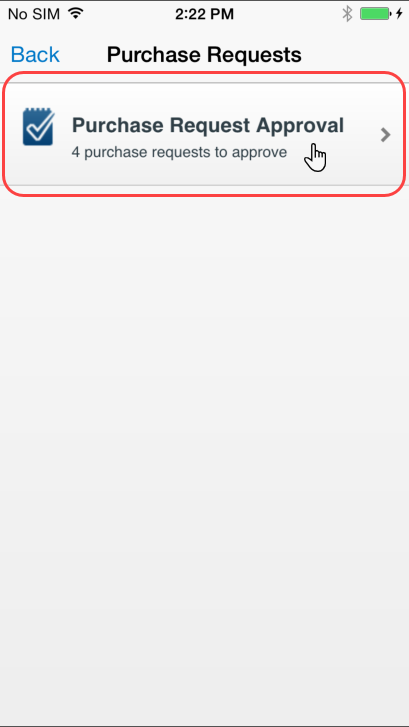 No SIM 2:22 PM
Back Purchase Requests
Purchase Request Approval
4 purchase requests to approve